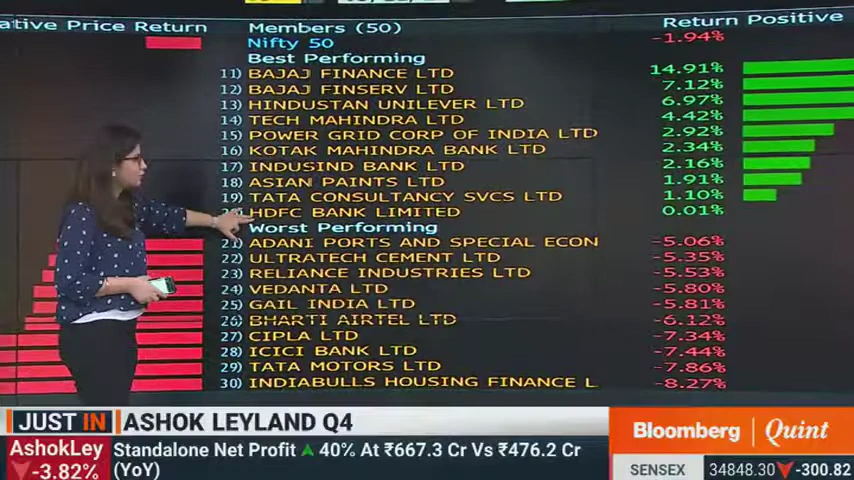 ative Price Return
Members (50)
Return Positive
Nifty 50 -1.94%
Best Performing
11) BAJAJ FINANCE LTD 14.91%
12) BAJAJ FINSERV LTD 7.12%
13) HINDUSTAN UNILEVER LTD 6.97%
14) TECH MAHINDRA LTD 4.42%
15) POWER GRID CORP OF INDIA LTD 2.92%
16) KOTAK MAHINDRA BANK LTD 2.34%
17) INDUSIND BANK LTD 2.16%
18) ASIAN PAINTS LTD 1.91%
19) TATA CONSULTANCY SVCS LTD 1.10%
HDFC BANK LIMITED 0.01%
Worst Performing
21) ADANI PORTS AND SPECIAL ECON -5.06%
22) ULTRATECH CEMENT LTD -5.35%
23) RELIANCE INDUSTRIES LTD -5.53%
24) VEDANTA LTD -5.80%
25) GAIL INDIA LTD -5.81%
26) BHARTI AIRTEL LTD -6.12%
27) CIPLA LTD -7.34%
28) ICICI BANK LTD -7.44%
29) TATA MOTORS LTD -7.86%
30) INDIABULLS HOUSING FINANCE L -8.27%
JUST IN ASHOK LEYLAND Q4
AshokLey
-3.82%
Standalone Net Profit ▲ 40% At ₹667.3 Cr Vs ₹476.2 Cr
(YoY)
Bloomberg | Quint
SENSEX 34848.30 -300.82